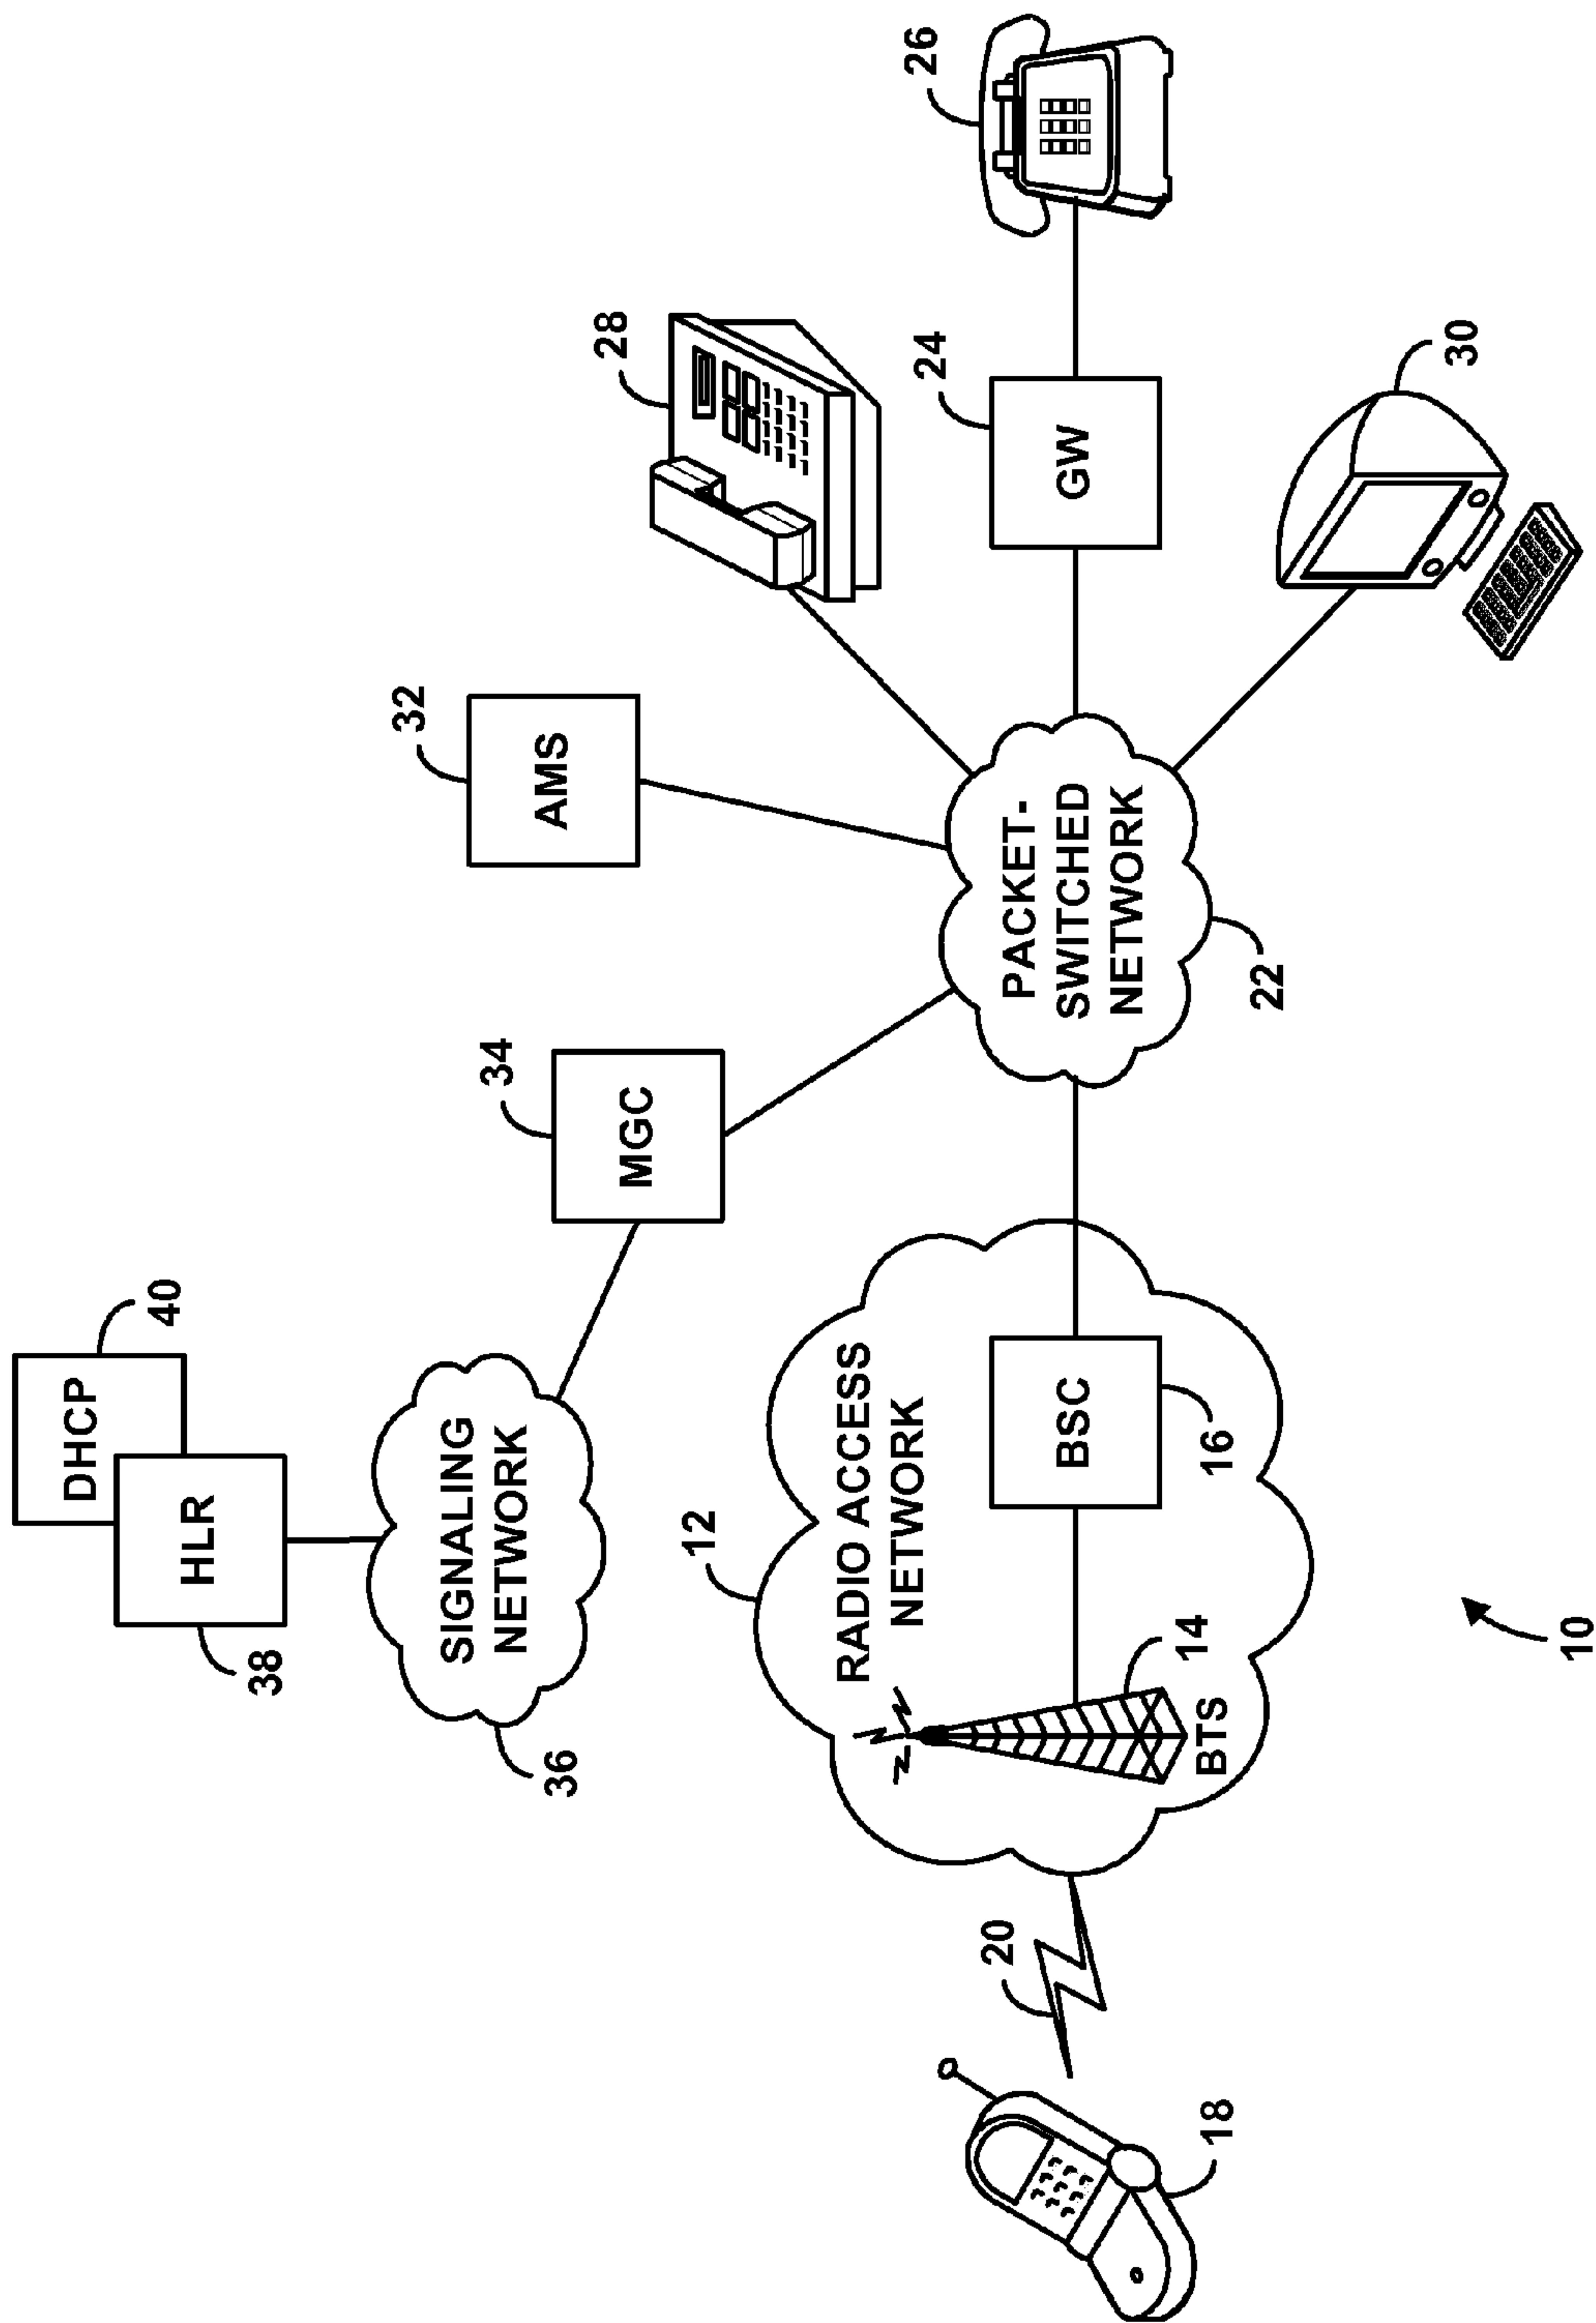 DHCP
40
HLR
38
SIGNALING
NETWORK
36
34
MGC
32
AMS
28
26
24
GW
30
PACKET-
SWITCHED
NETWORK
22
12
RADIO ACCESS
NETWORK
BSC
16
14
BTS
20
18
10